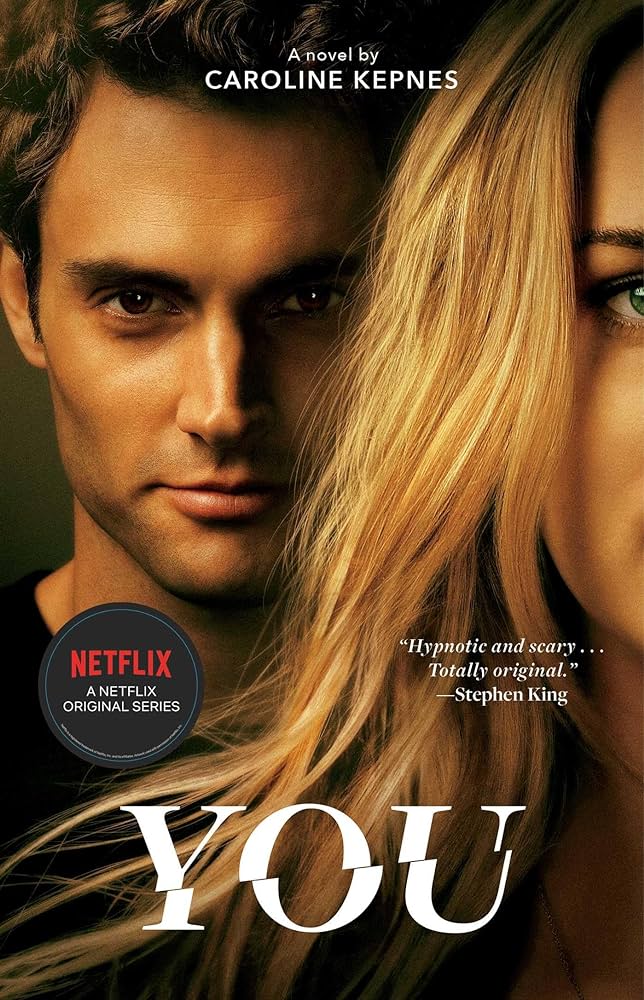 A novel by
CAROLINE KEPNES
“Hypnotic and scary . . .
Totally original.”
—Stephen King
NETFLIX
A NETFLIX
ORIGINAL SERIES
YOU